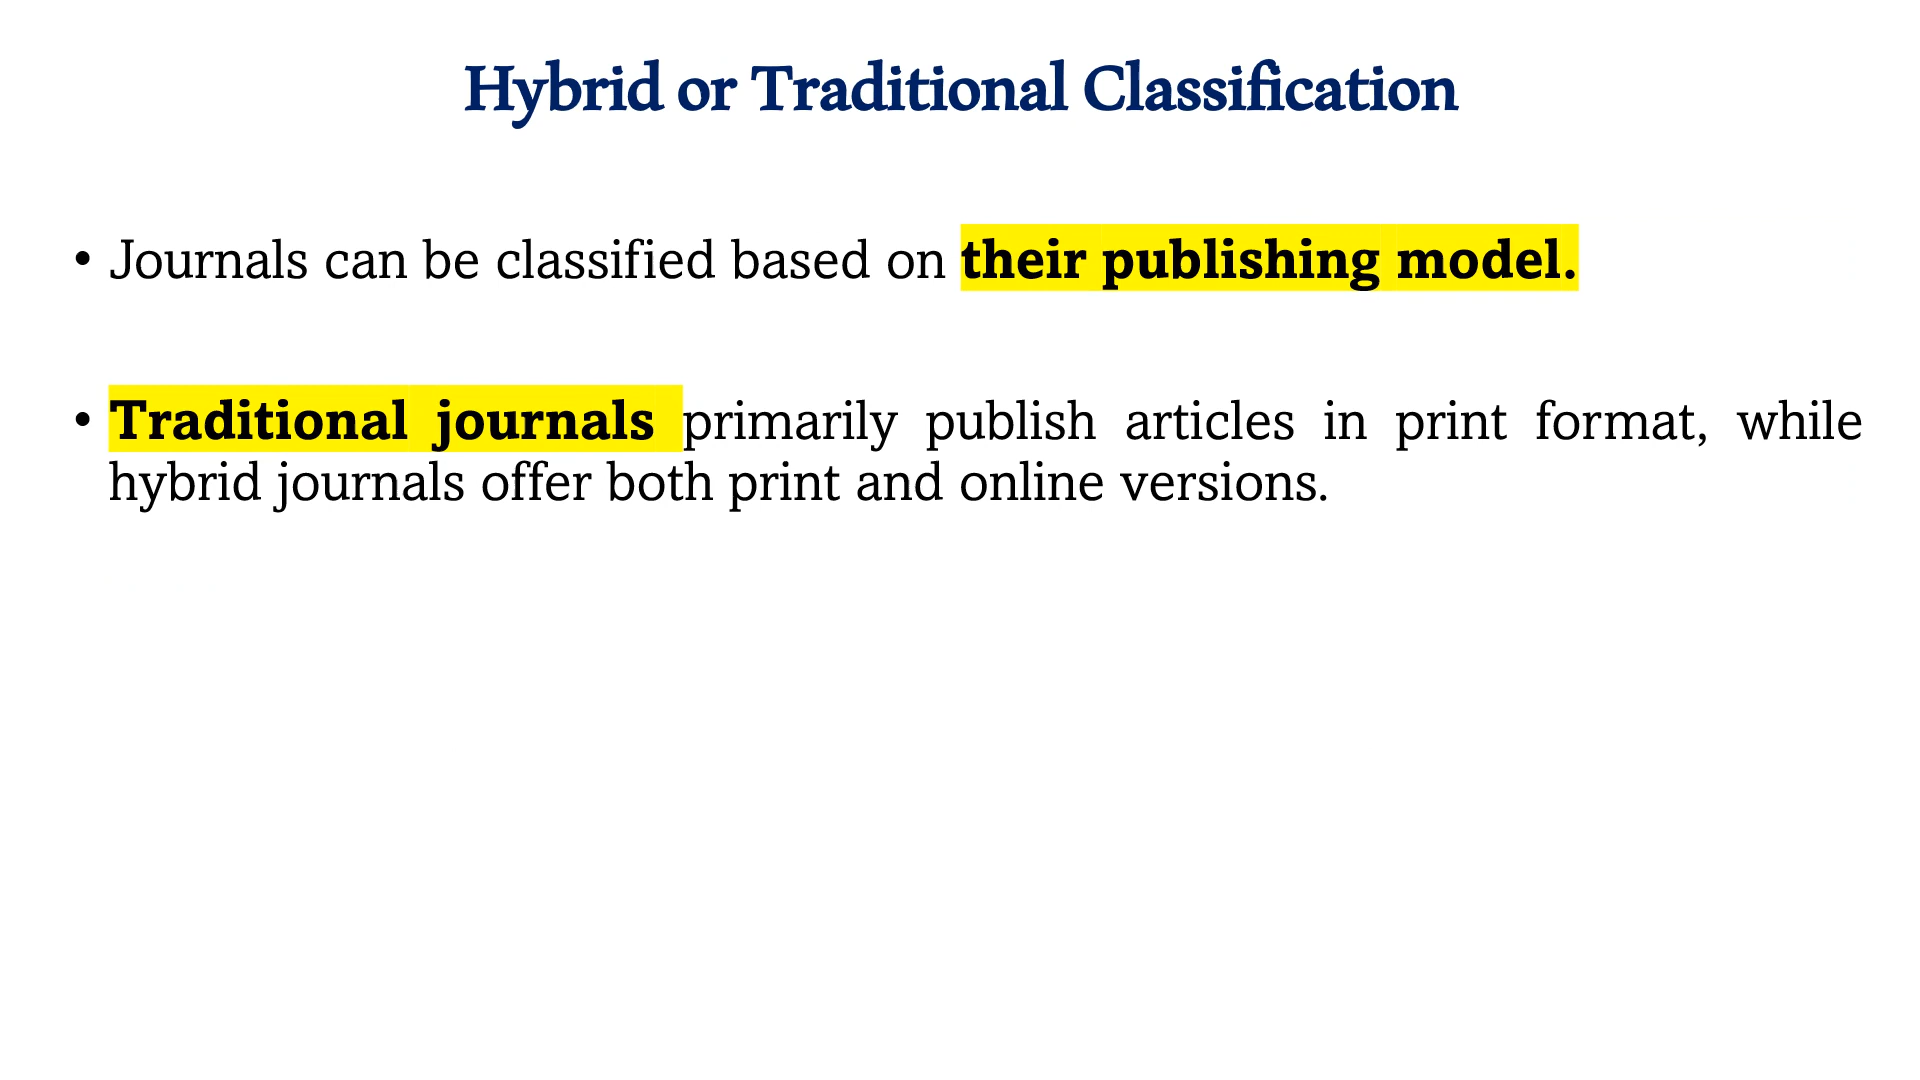 Hybrid or Traditional Classification
• Journals can be classified based on their publishing model.
• Traditional journals primarily publish articles in print format, while
hybrid journals offer both print and online versions.